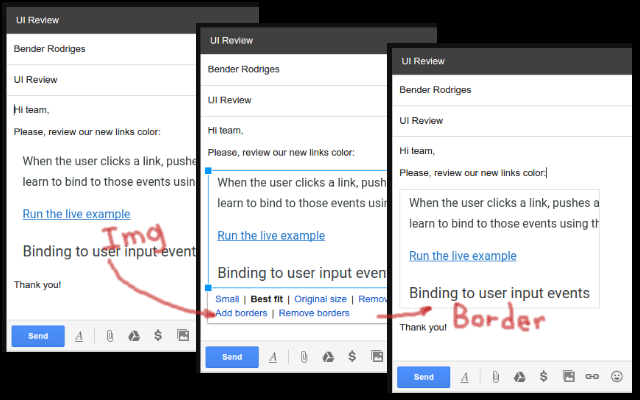 UI Review
Bender Rodriges
UI Review
Hi team,
Please, review our new links color:
When the user clicks a link, pushes
learn to bind to those events using
Run the live example
Binding to user input events
Thank you!
Send
Img
UI Review
Bender Rodriges
UI Review
Hi team,
Please, review our new links color:
When the user clicks a link, push
learn to bind to those events using
Run the live example
Binding to user input event
Small | Best fit | Original size | Remov
Add borders | Remove borders
Send
UI Review
Bender Rodriges
UI Review
Hi team,
Please, review our new links color:
When the user clicks a link, pushes a
learn to bind to those events using th
Run the live example
Binding to user input events
Border
Thank you!
Send